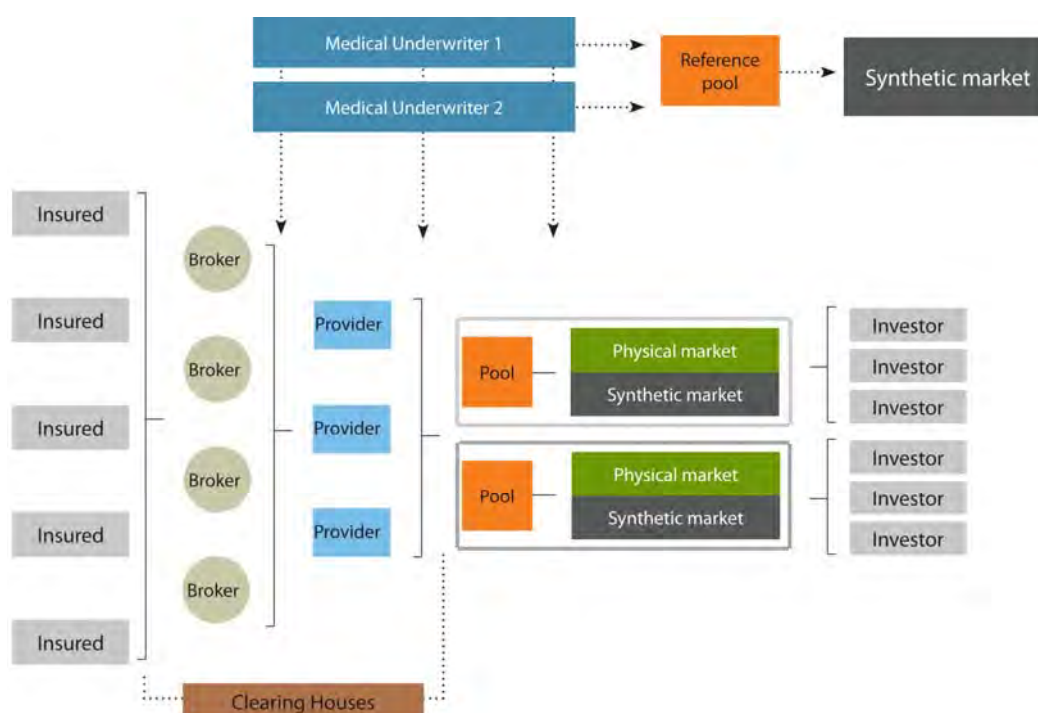 Medical Underwriter 1
Medical Underwriter 2
Reference
pool
Synthetic market
Insured
Insured
Insured
Insured
Insured
Broker
Broker
Broker
Broker
Provider
Provider
Provider
Pool
Physical market
Synthetic market
Pool
Physical market
Synthetic market
Investor
Investor
Investor
Investor
Investor
Investor
Clearing Houses